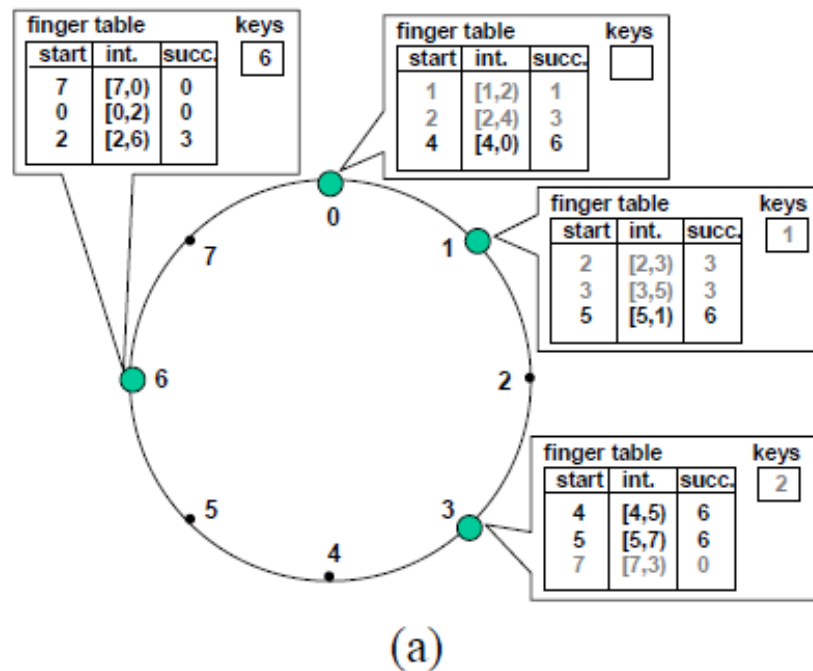 finger table keys
start int. succ. 6
7 [7,0) 0
0 [0,2) 0
2 [2,6) 3
finger table keys
start int. succ.
1 [1,2) 1
2 [2,4) 3
4 [4,0) 6
finger table keys
start int. succ. 1
2 [2,3) 3
3 [3,5) 3
5 [5,1) 6
finger table keys
start int. succ. 2
4 [4,5) 6
5 [5,7) 6
7 [7,3) 0
0
1
2
3
4
5
6
7
(a)